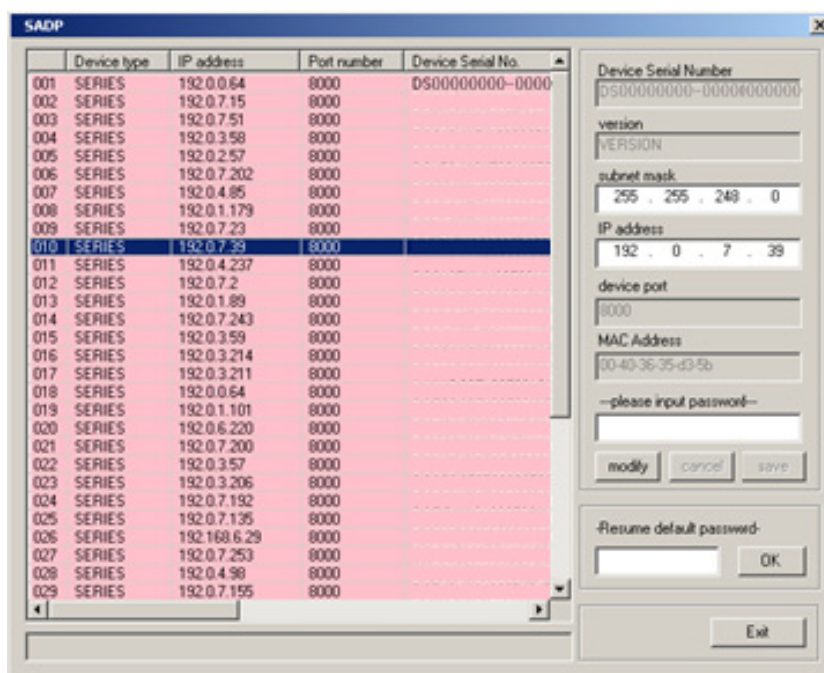 SADP
Device type IP address Port number Device Serial No.
001 SERIES 192.0.0.64 8000 DS00000000-0000
002 SERIES 192.0.7.15 8000
003 SERIES 192.0.7.51 8000
004 SERIES 192.0.3.58 8000
005 SERIES 192.0.2.57 8000
006 SERIES 192.0.7.202 8000
007 SERIES 192.0.4.85 8000
008 SERIES 192.0.1.179 8000
009 SERIES 192.0.7.23 8000
010 SERIES 192.0.7.39 8000
011 SERIES 192.0.4.237 8000
012 SERIES 192.0.7.2 8000
013 SERIES 192.0.1.89 8000
014 SERIES 192.0.7.243 8000
015 SERIES 192.0.3.59 8000
016 SERIES 192.0.3.214 8000
017 SERIES 192.0.3.211 8000
018 SERIES 192.0.0.64 8000
019 SERIES 192.0.1.101 8000
020 SERIES 192.0.6.220 8000
021 SERIES 192.0.7.200 8000
022 SERIES 192.0.3.57 8000
023 SERIES 192.0.3.206 8000
024 SERIES 192.0.7.192 8000
025 SERIES 192.0.7.135 8000
026 SERIES 192.168.6.29 8000
027 SERIES 192.0.7.253 8000
028 SERIES 192.0.4.98 8000
029 SERIES 192.0.7.155 8000
Device Serial Number
DS00000000-0000#000000
version
VERSION
subnet mask
255 . 255 . 248 . 0
IP address
192 . 0 . 7 . 39
device port
8000
MAC Address
00-40-36-35-d3-5b
---please input password---
modify cancel save
-Resume default password-
OK
Exit